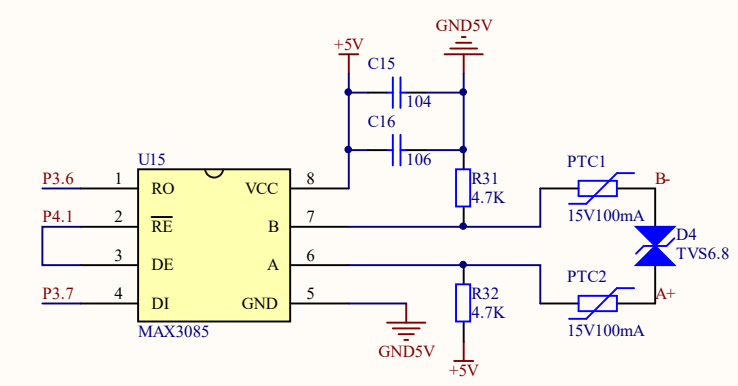 GND5V
+5V
C15
104
C16
106
U15
P3.6
1
RO
VCC
8
R31
4.7K
PTC1
15V100mA
B-
P4.1
2
RE
B
7
3
DE
A
6
D4
TVS6.8
P3.7
4
DI
GND
5
R32
4.7K
PTC2
15V100mA
A+
MAX3085
GND5V
+5V